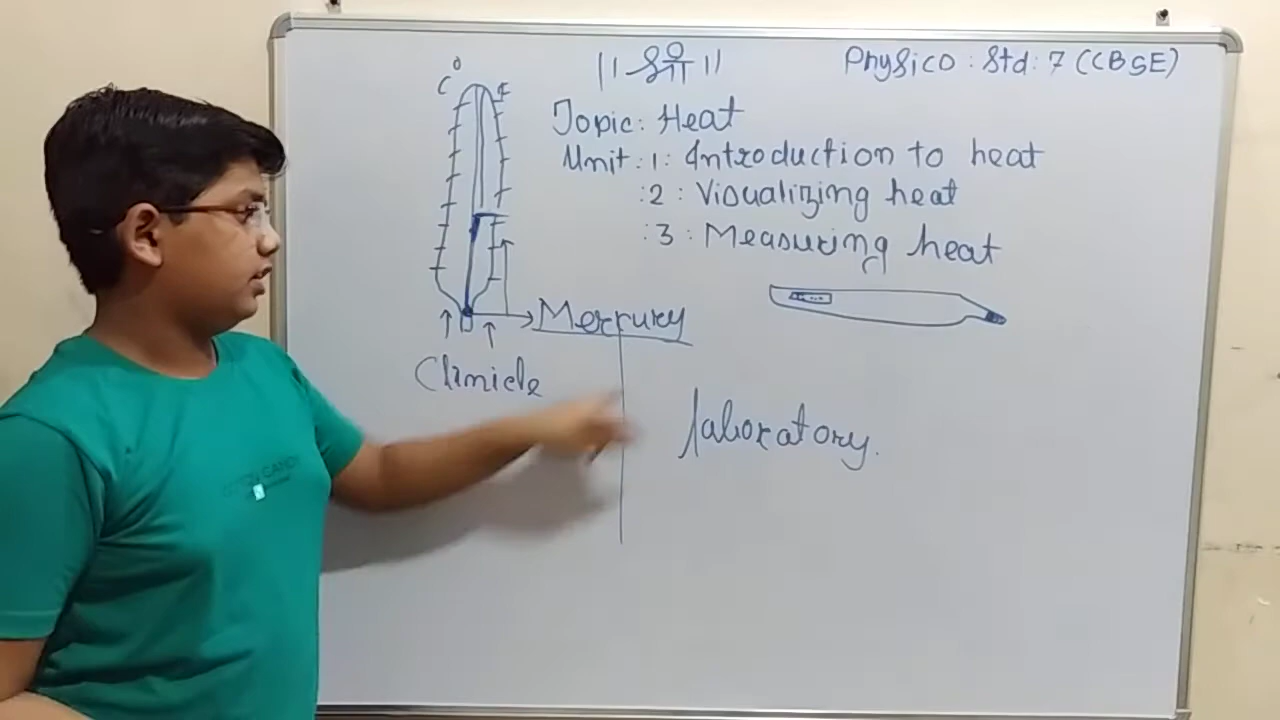 || श्री ||
Physics : Std : 7 (CBSE)
Topic : Heat
Unit : 1 : Introduction to heat
: 2 : Visualizing heat
: 3 : Measuring heat
°C F
Mercury
Clinicle
laboratory.